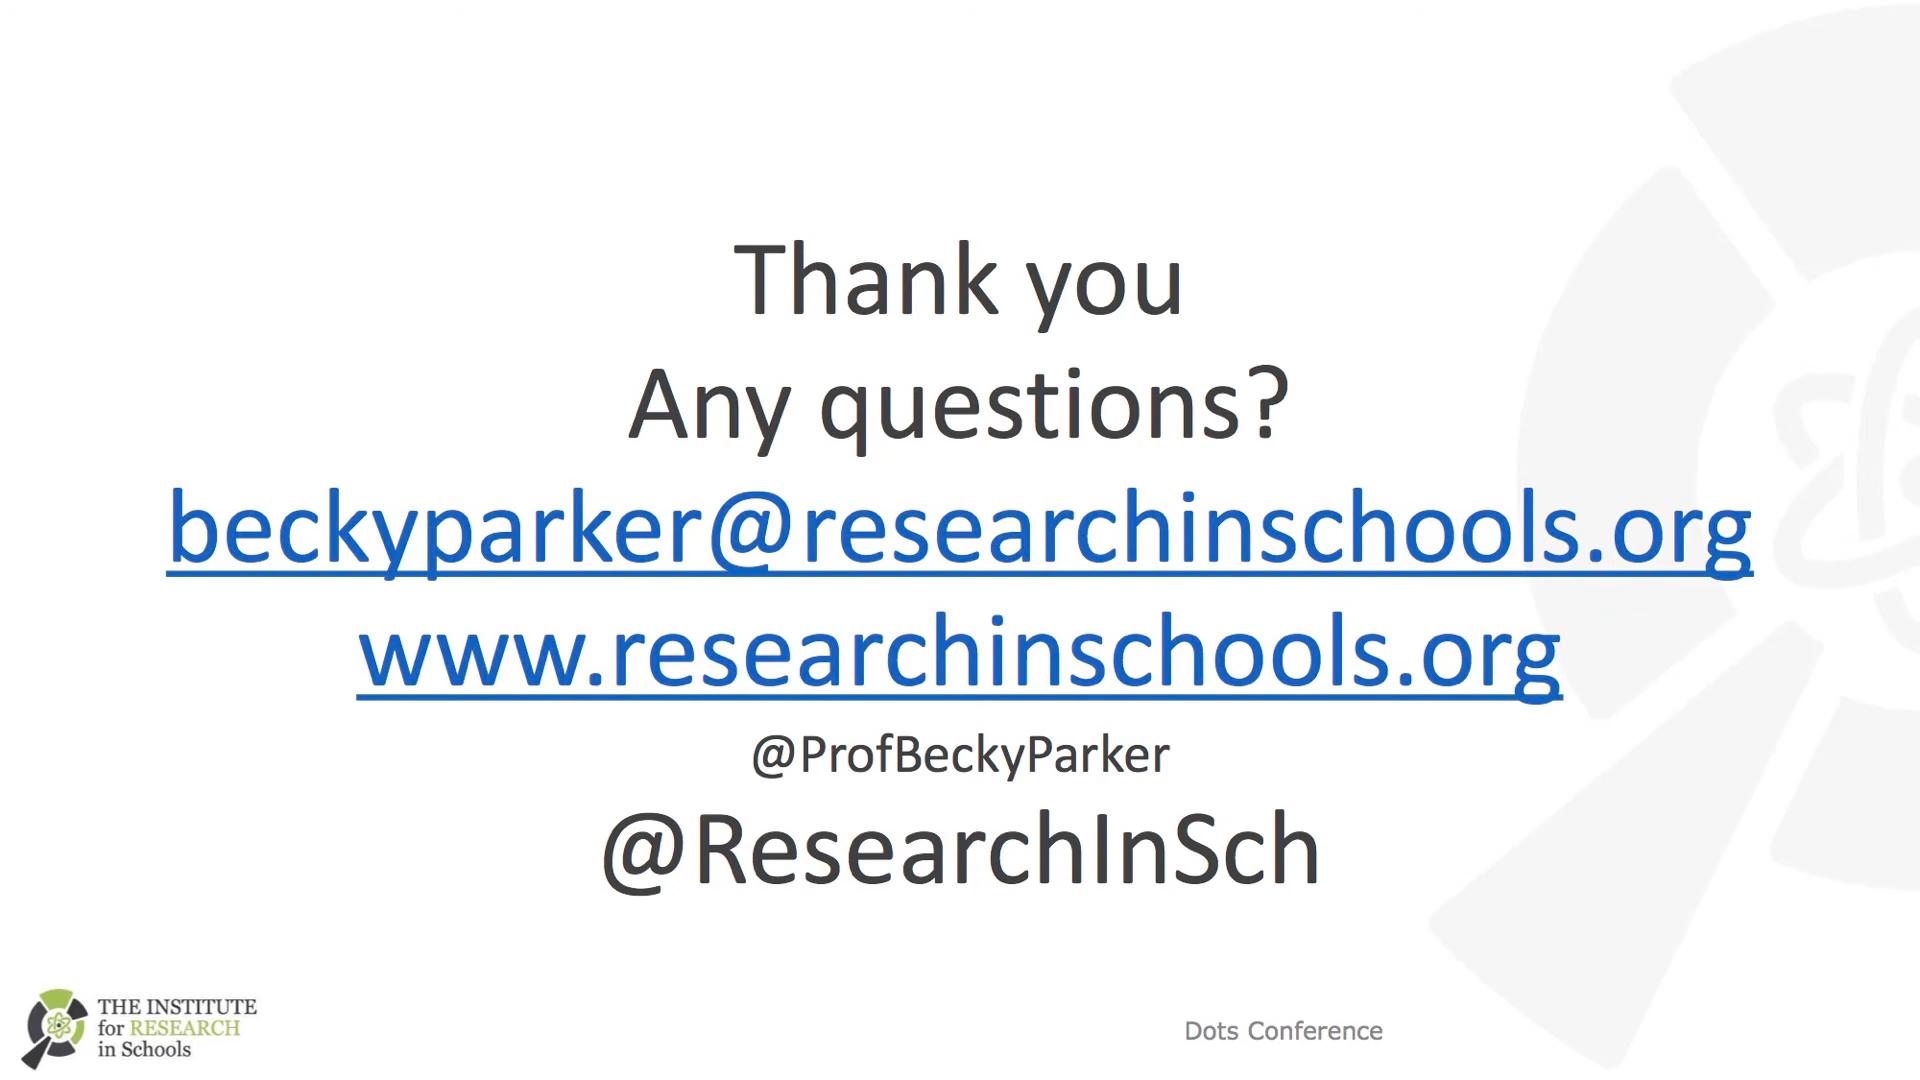 Thank you
Any questions?
beckyparker@researchinschools.org
www.researchinschools.org
@ProfBeckyParker
@ResearchInSch
THE INSTITUTE
for RESEARCH
in Schools
Dots Conference